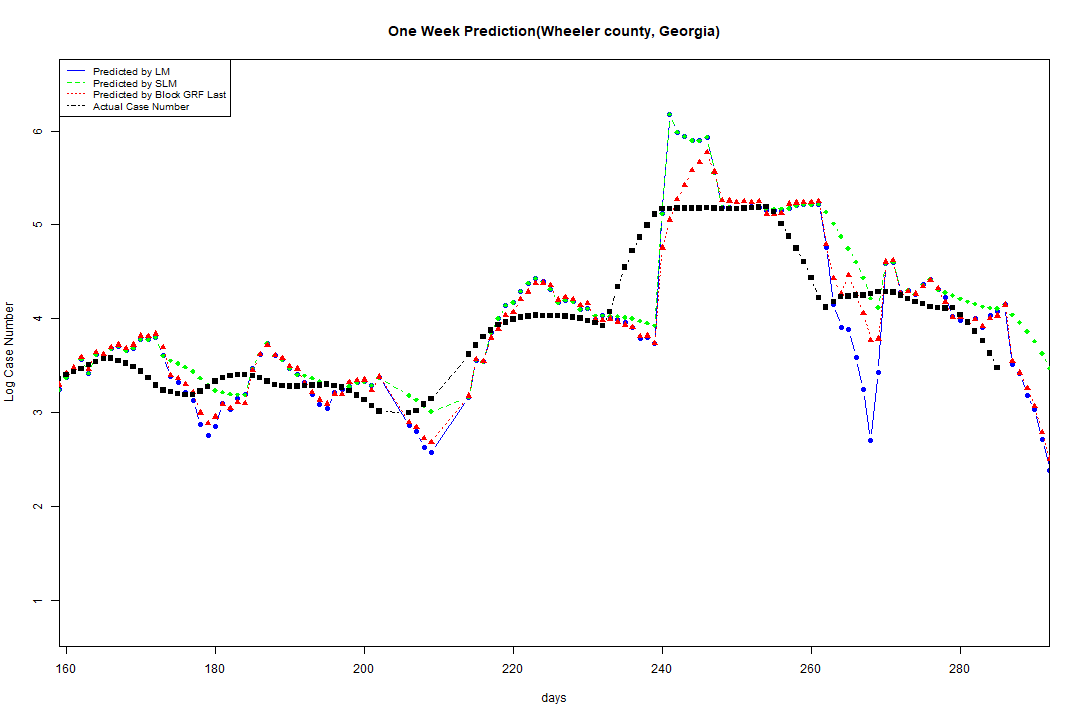 One Week Prediction(Wheeler county, Georgia)
Predicted by LM
Predicted by SLM
Predicted by Block GRF Last
Actual Case Number
Log Case Number
6
5
4
3
2
1
160 180 200 220 240 260 280
days